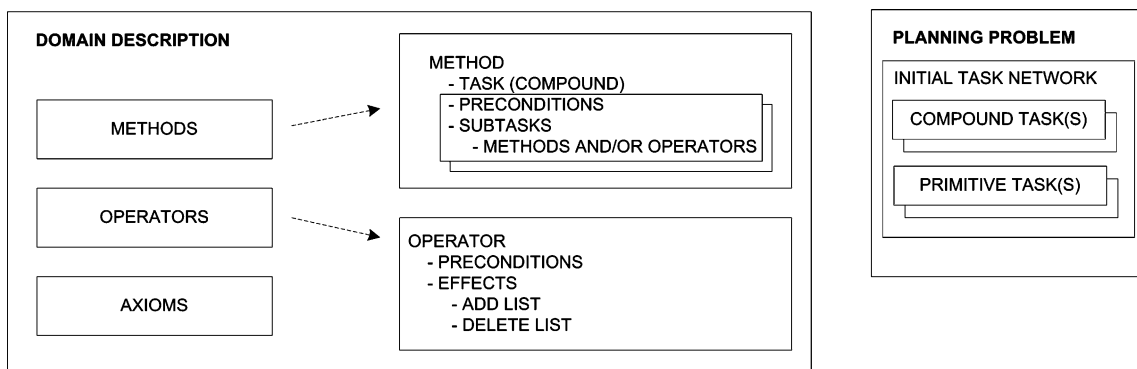 DOMAIN DESCRIPTION
METHODS
OPERATORS
AXIOMS
METHOD
- TASK (COMPOUND)
- PRECONDITIONS
- SUBTASKS
- METHODS AND/OR OPERATORS
OPERATOR
- PRECONDITIONS
- EFFECTS
- ADD LIST
- DELETE LIST
PLANNING PROBLEM
INITIAL TASK NETWORK
COMPOUND TASK(S)
PRIMITIVE TASK(S)